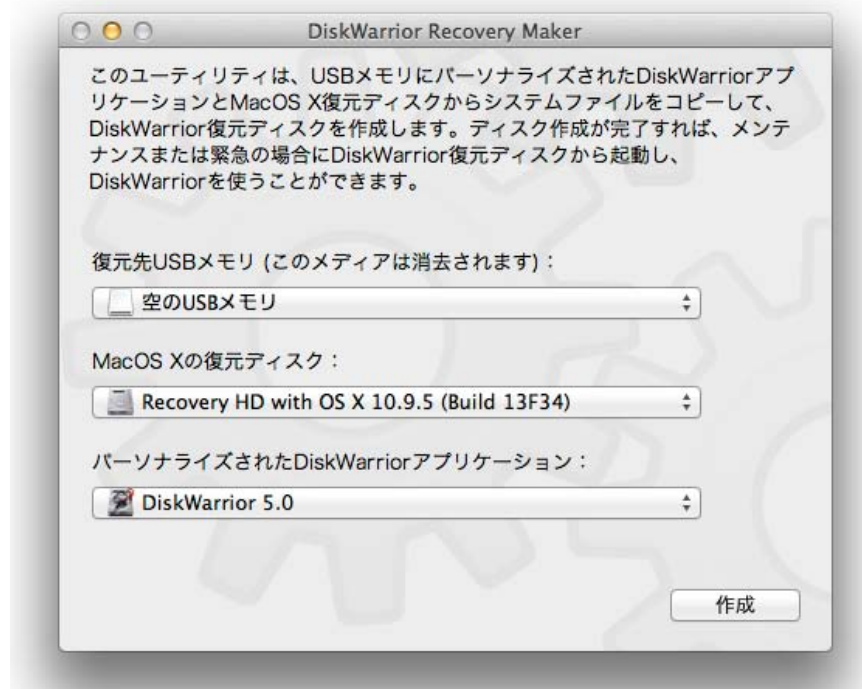 DiskWarrior Recovery Maker
このユーティリティは、USBメモリにパーソナライズされたDiskWarriorアプ
リケーションとMacOS X復元ディスクからシステムファイルをコピーして、
DiskWarrior復元ディスクを作成します。ディスク作成が完了すれば、メンテ
ナンスまたは緊急の場合にDiskWarrior復元ディスクから起動し、
DiskWarriorを使うことができます。
復元先USBメモリ (このメディアは消去されます)：
空のUSBメモリ
MacOS Xの復元ディスク：
Recovery HD with OS X 10.9.5 (Build 13F34)
パーソナライズされたDiskWarriorアプリケーション：
DiskWarrior 5.0
作成